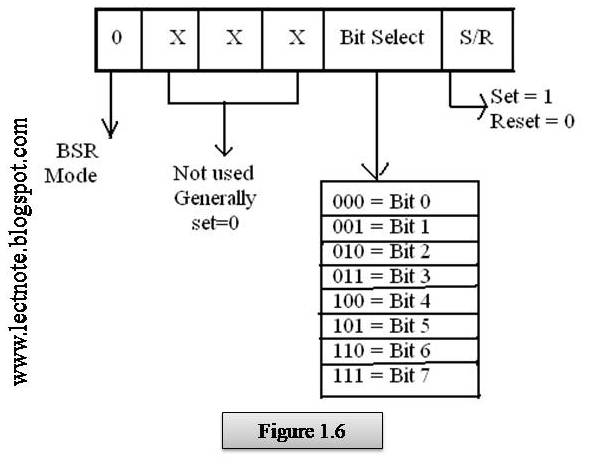 0 X X X Bit Select S/R
Set = 1
Reset = 0
BSR
Mode
Not used
Generally
set=0
000 = Bit 0
001 = Bit 1
010 = Bit 2
011 = Bit 3
100 = Bit 4
101 = Bit 5
110 = Bit 6
111 = Bit 7
www.lectnote.blogspot.com
Figure 1.6